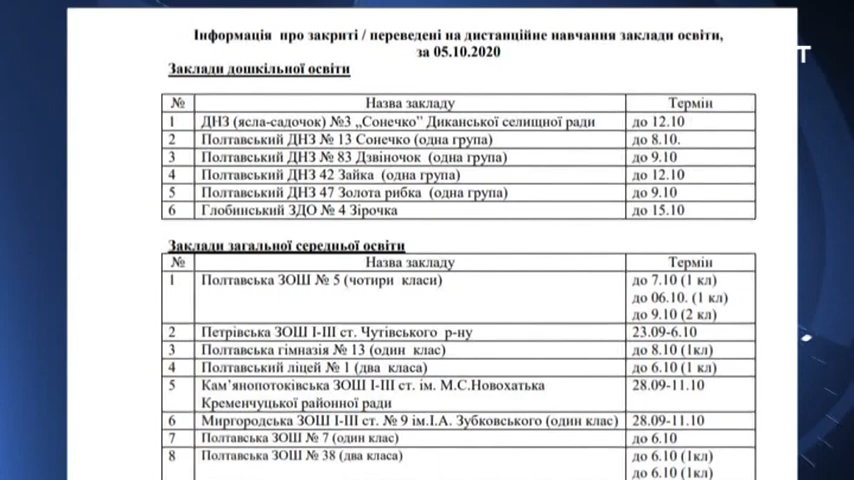 Інформація про закриті / переведені на дистанційне навчання заклади освіти,
за 05.10.2020
Т
Заклади дошкільної освіти
№ Назва закладу Термін
1 ДНЗ (ясла-садочок) №3 „Сонечко” Диканської селищної ради до 12.10
2 Полтавський ДНЗ № 13 Сонечко (одна група) до 8.10.
3 Полтавський ДНЗ № 83 Дзвіночок (одна група) до 9.10
4 Полтавський ДНЗ 42 Зайка (одна група) до 12.10
5 Полтавський ДНЗ 47 Золота рибка (одна група) до 9.10
6 Глобинський ЗДО № 4 Зірочка до 15.10
Заклади загальної середньої освіти
№ Назва закладу Термін
1 Полтавська ЗОШ № 5 (чотири класи) до 7.10 (1 кл)
до 06.10. (1 кл)
до 9.10 (2 кл)
2 Петрівська ЗОШ І-ІІІ ст. Чутівського р-ну 23.09-6.10
3 Полтавська гімназія № 13 (один клас) до 8.10 (1кл)
4 Полтавський ліцей № 1 (два класа) до 6.10 (1 кл)
5 Кам’янопотоківська ЗОШ І-ІІІ ст. ім. М.С.Новохатька 28.09-11.10
Кременчуцької районної ради
6 Миргородська ЗОШ І-ІІІ ст. № 9 ім.І.А. Зубковського (один клас) 28.09-11.10
7 Полтавська ЗОШ № 7 (один клас) до 6.10
8 Полтавська ЗОШ № 38 (два класа) до 6.10 (1кл)
до 6.10 (1кл)